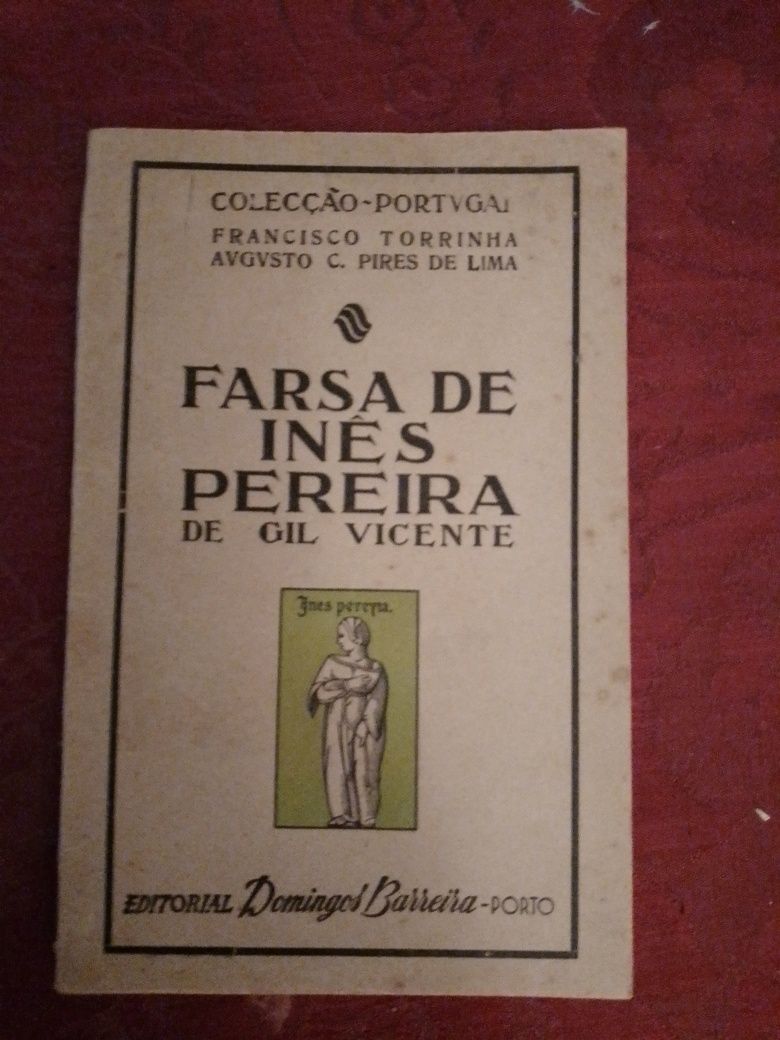 COLECÇÃO-PORTVGAL
FRANCISCO TORRINHA
AVGVSTO C. PIRES DE LIMA
FARSA DE
INÊS
PEREIRA
DE GIL VICENTE
Ines pereyra.
EDITORIAL Domingos Barreira-PORTO